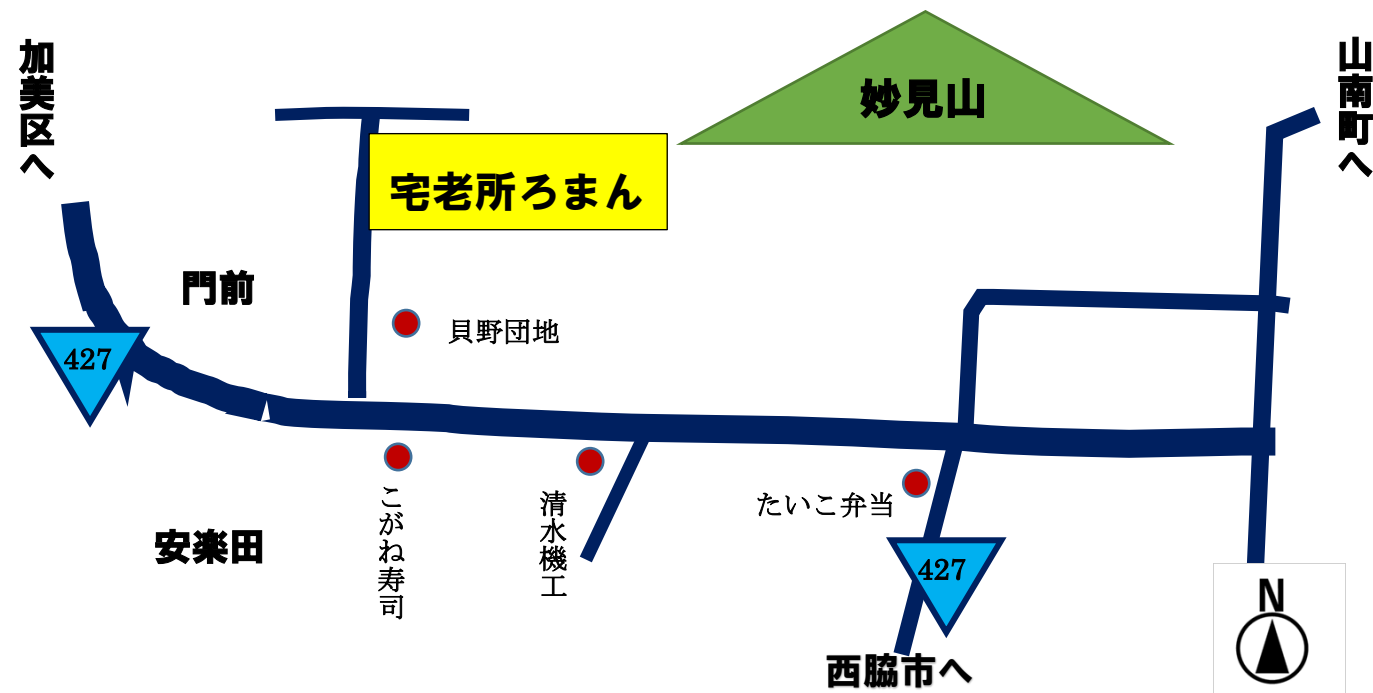 加美区へ
妙見山
山南町へ
宅老所ろまん
門前
貝野団地
427
こがね寿司
清水機工
たいこ弁当
安楽田
427
N
西脇市へ